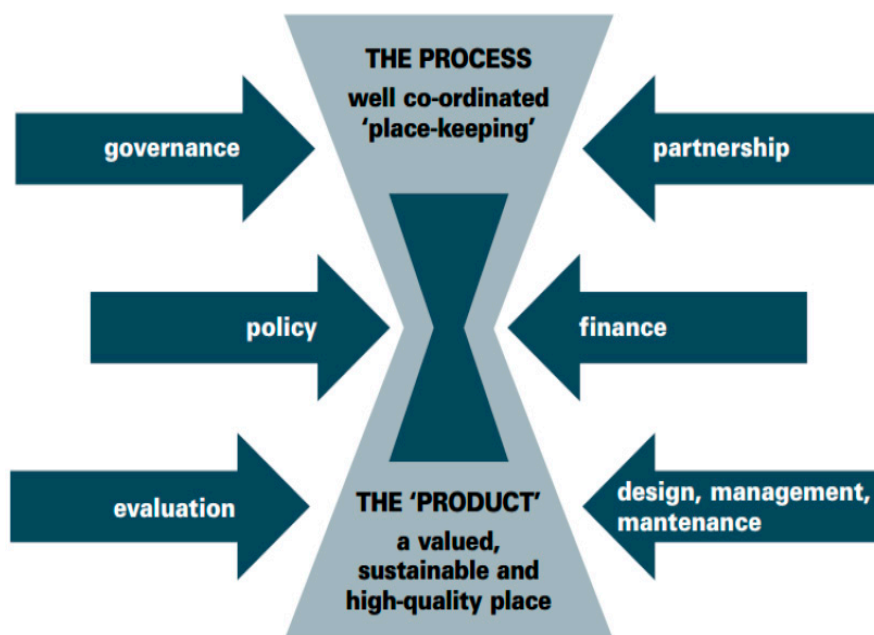 THE PROCESS
well co-ordinated
‘place-keeping’
governance
partnership
policy
finance
evaluation
design, management,
mantenance
THE ‘PRODUCT’
a valued,
sustainable and
high-quality place